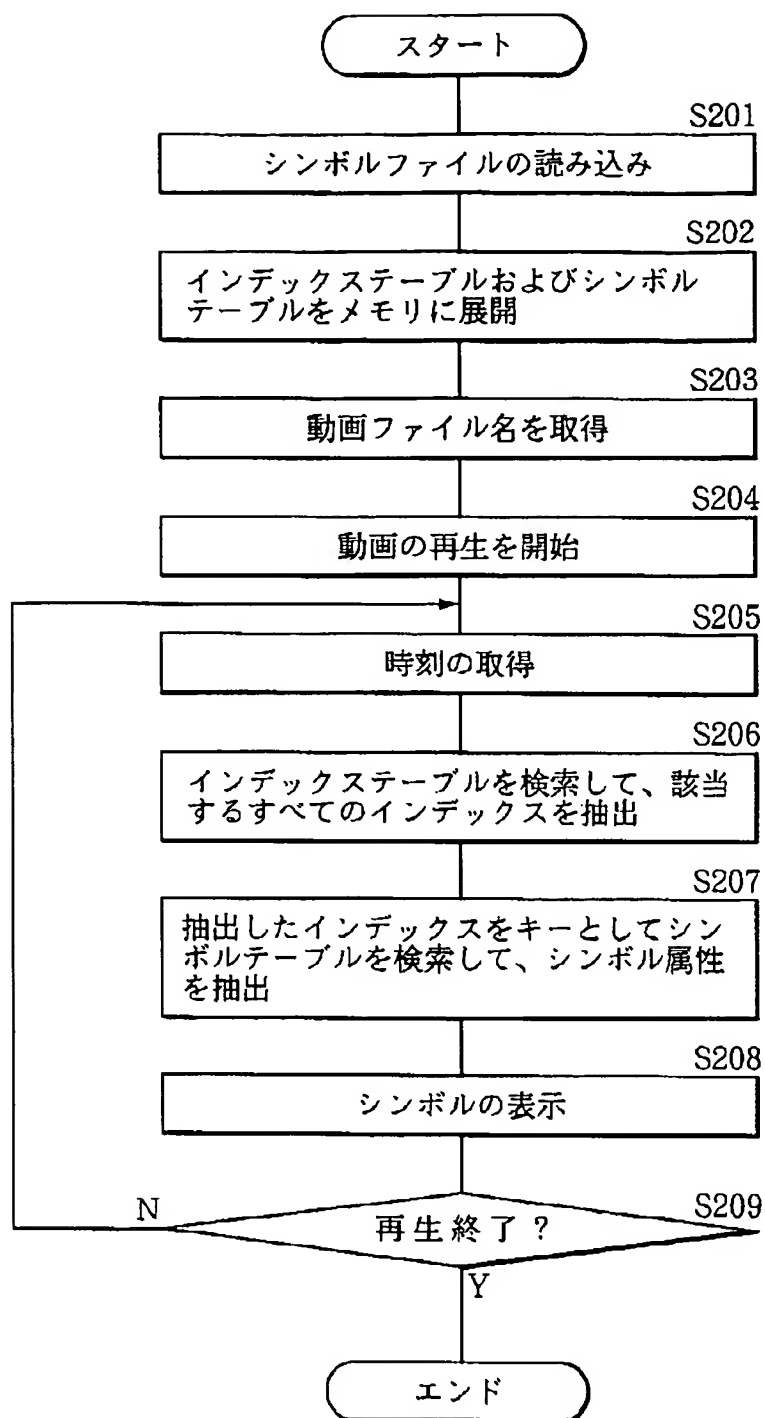 スタート
S201
シンボルファイルの読み込み
S202
インデックステーブルおよびシンボル
テーブルをメモリに展開
S203
動画ファイル名を取得
S204
動画の再生を開始
S205
時刻の取得
S206
インデックステーブルを検索して、該当
するすべてのインデックスを抽出
S207
抽出したインデックスをキーとしてシン
ボルテーブルを検索して、シンボル属性
を抽出
S208
シンボルの表示
S209
N
再生終了？
Y
エンド